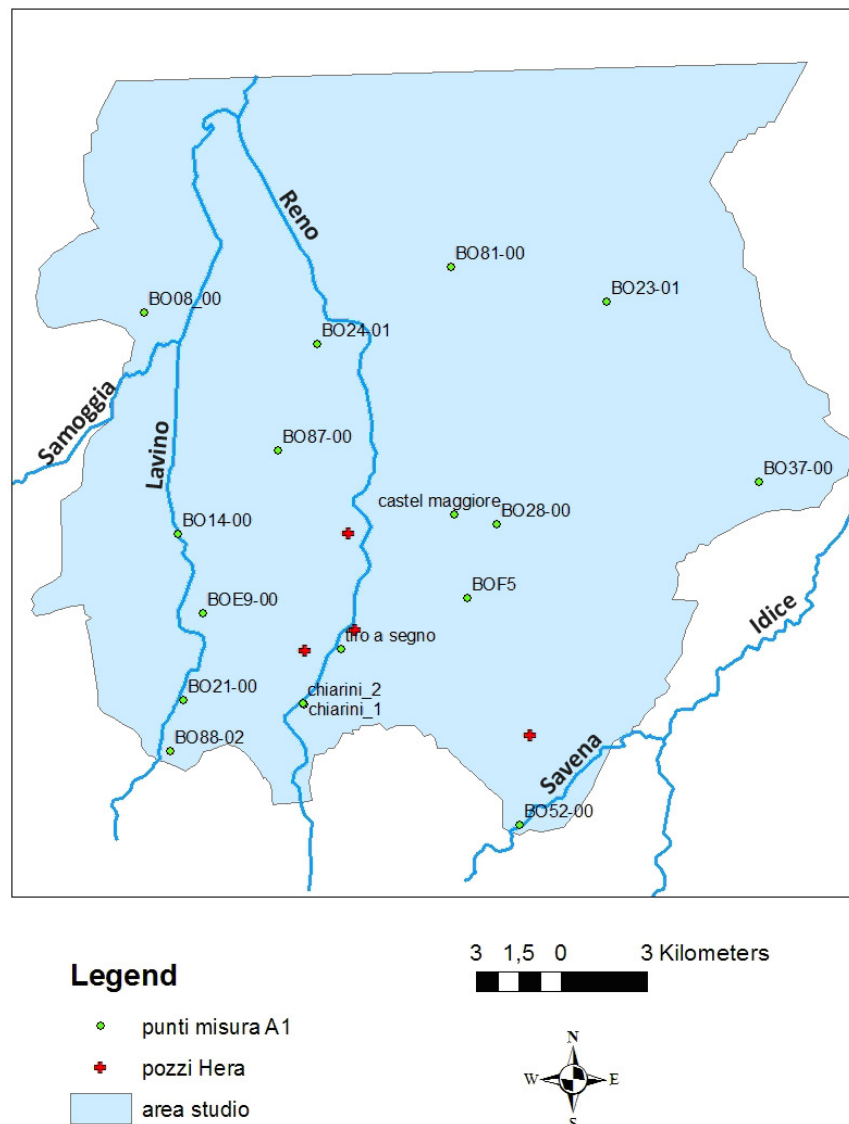 Reno
BO81-00
BO23-01
BO08_00
BO24-01
Samoggia
Lavino
BO87-00
BO37-00
castel maggiore
BO28-00
BO14-00
BOF5
BOE9-00
Idice
tiro a segno
chiarini_2
BO21-00
chiarini_1
BO88-02
Savena
BO52-00
3 1,5 0 3 Kilometers
Legend
punti misura A1
pozzi Hera
area studio
N
W E
S